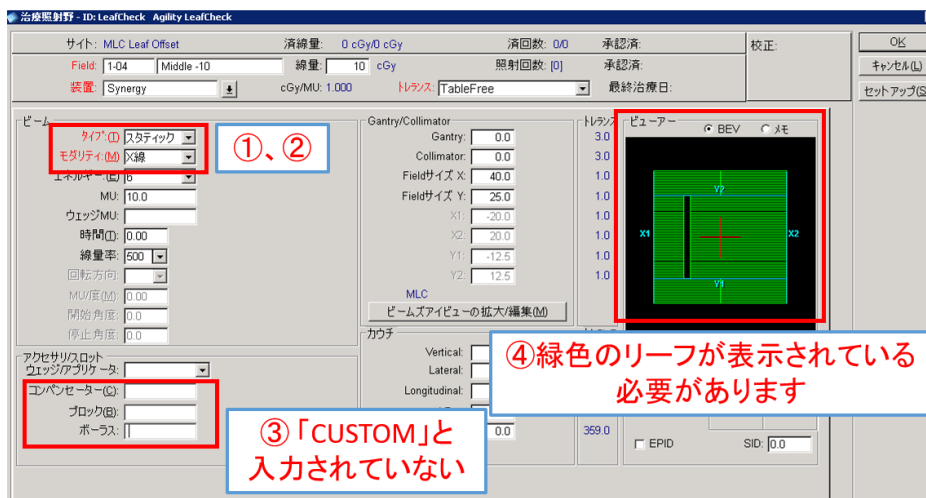 治療照射野 - ID: LeafCheck   Agility LeafCheck
サイト: MLC Leaf Offset 済線量: 0 cGy/0 cGy 済回数: 0/0 承認済: 校正:
Field: 1-04 Middle -10 線量: 10 cGy 照射回数: [0] 承認済:
装置: Synergy cGy/MU: 1.000 トレランス: TableFree 最終治療日:
OK
キャンセル(L)
セットアップ(S
ビーム
タイプ:(T) スタティック
モダリティ:(M) X線
エネルギー:(E) 6
MU: 10.0
ウェッジMU:
時間(T): 0.00
線量率: 500
回転方向:
MU/度(M): 0.00
開始角度: 0.0
停止角度: 0.0
①、②
アクセサリ/スロット
ウェッジ/アプリケータ:
コンペンセーター(C):
ブロック(B):
ボーラス:
③「CUSTOM」と
入力されていない
Gantry/Collimator
トレランス
Gantry: 0.0 3.0
Collimator: 0.0 3.0
Fieldサイズ X: 40.0 1.0
Fieldサイズ Y: 25.0 1.0
X1: -20.0 1.0
X2: 20.0 1.0
Y1: -12.5 1.0
Y2: 12.5 1.0
MLC
ビームズアイビューの拡大/編集(M)
カウチ
Vertical:
Lateral:
Longitudinal:
0.0 359.0
ビューアー
BEV メモ
Y2
X1 X2
Y1
④緑色のリーフが表示されている
必要があります
EPID SID: 0.0